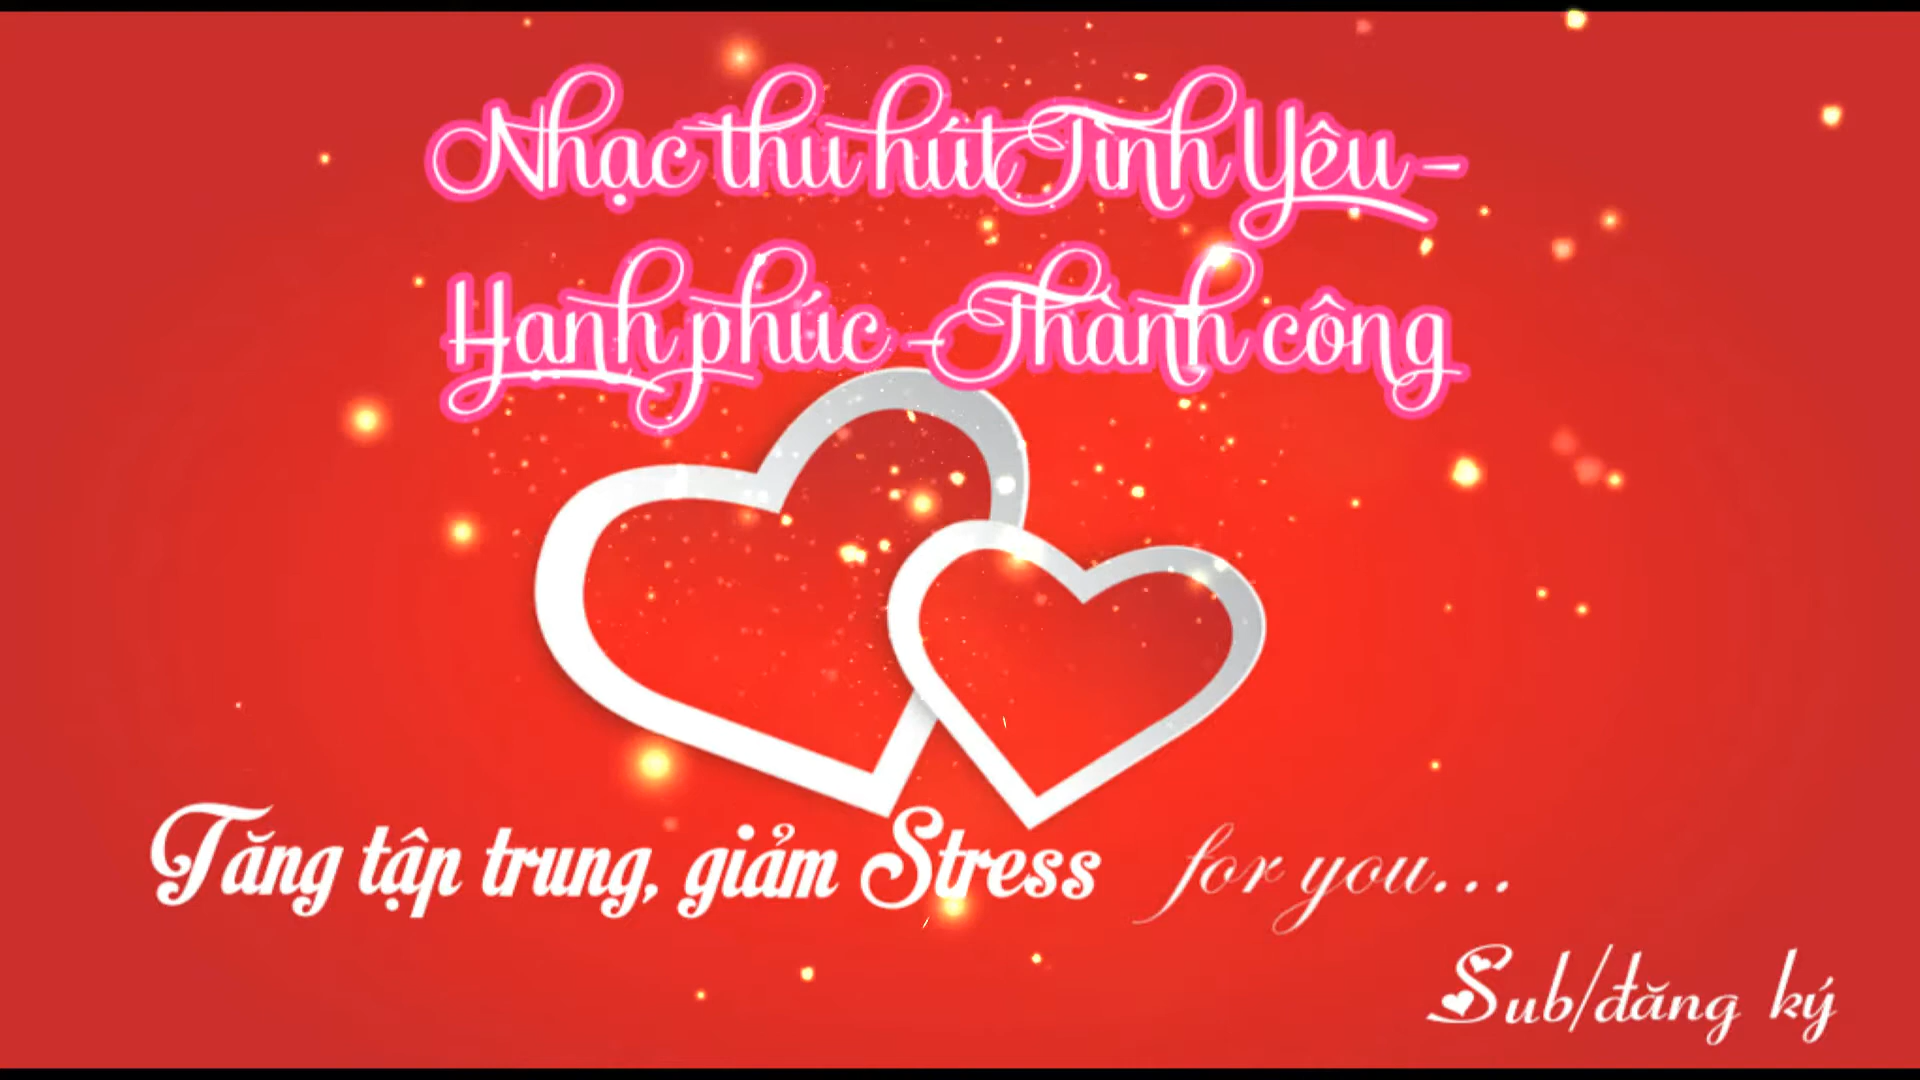 Nhạc thu hút Tình Yêu -
Hạnh phúc - Thành công
Tăng tập trung, giảm Stress for you...
Sub/đăng ký